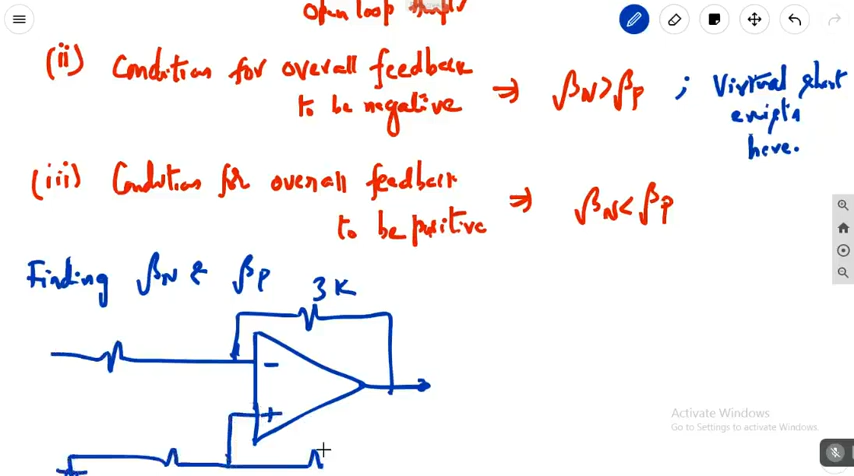 open loop
(ii) Condition for overall feedback
to be negative ⇒ βN > βP ; Virtual short
exists
here.
(iii) Condition for overall feedback
to be positive ⇒ βN < βP
Finding βN & βP
3K
-
+
Activate Windows
Go to Settings to activate Windows.